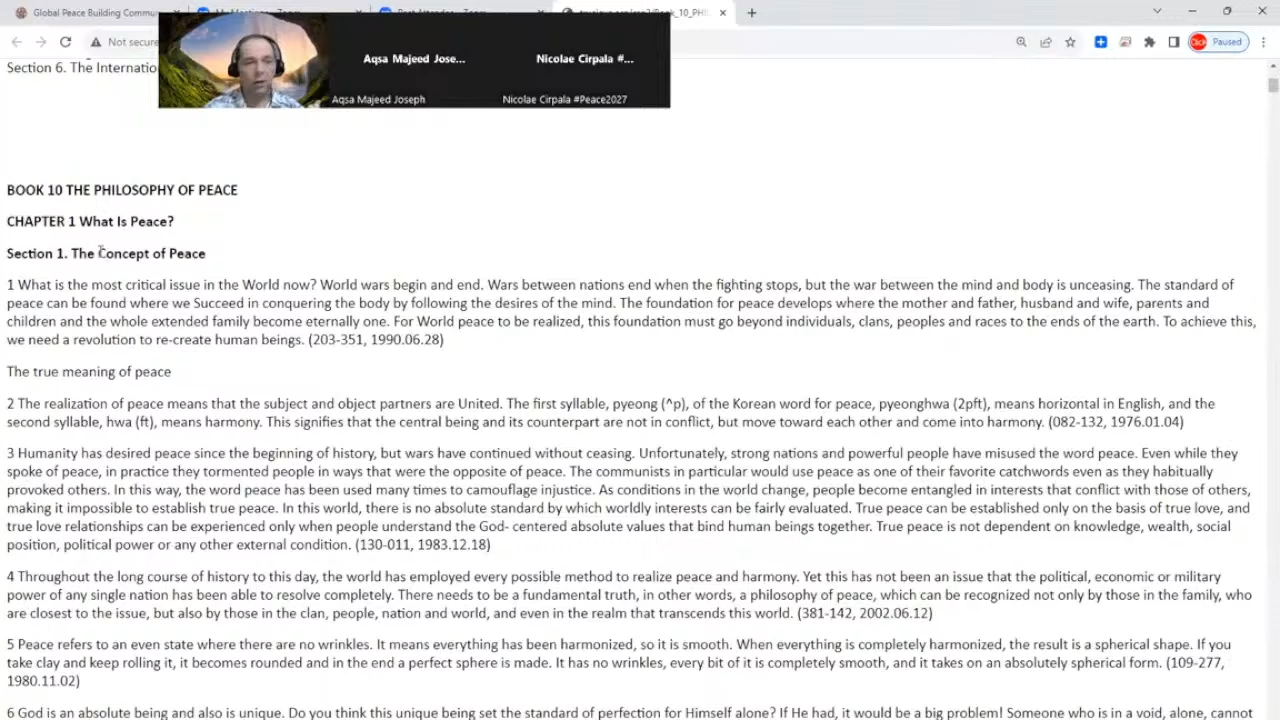 Global Peace Building Commun
Not secure
Paused
Section 6. The Internatio
Aqsa Majeed Jose...
Nicolae Cirpala #...
Aqsa Majeed Joseph
Nicolae Cirpala #Peace2027
BOOK 10 THE PHILOSOPHY OF PEACE
CHAPTER 1 What Is Peace?
Section 1. The Concept of Peace
1 What is the most critical issue in the World now? World wars begin and end. Wars between nations end when the fighting stops, but the war between the mind and body is unceasing. The standard of
peace can be found where we Succeed in conquering the body by following the desires of the mind. The foundation for peace develops where the mother and father, husband and wife, parents and
children and the whole extended family become eternally one. For World peace to be realized, this foundation must go beyond individuals, clans, peoples and races to the ends of the earth. To achieve this,
we need a revolution to re-create human beings. (203-351, 1990.06.28)
The true meaning of peace
2 The realization of peace means that the subject and object partners are United. The first syllable, pyeong (^p), of the Korean word for peace, pyeonghwa (2pft), means horizontal in English, and the
second syllable, hwa (ft), means harmony. This signifies that the central being and its counterpart are not in conflict, but move toward each other and come into harmony. (082-132, 1976.01.04)
3 Humanity has desired peace since the beginning of history, but wars have continued without ceasing. Unfortunately, strong nations and powerful people have misused the word peace. Even while they
spoke of peace, in practice they tormented people in ways that were the opposite of peace. The communists in particular would use peace as one of their favorite catchwords even as they habitually
provoked others. In this way, the word peace has been used many times to camouflage injustice. As conditions in the world change, people become entangled in interests that conflict with those of others,
making it impossible to establish true peace. In this world, there is no absolute standard by which worldly interests can be fairly evaluated. True peace can be established only on the basis of true love, and
true love relationships can be experienced only when people understand the God- centered absolute values that bind human beings together. True peace is not dependent on knowledge, wealth, social
position, political power or any other external condition. (130-011, 1983.12.18)
4 Throughout the long course of history to this day, the world has employed every possible method to realize peace and harmony. Yet this has not been an issue that the political, economic or military
power of any single nation has been able to resolve completely. There needs to be a fundamental truth, in other words, a philosophy of peace, which can be recognized not only by those in the family, who
are closest to the issue, but also by those in the clan, people, nation and world, and even in the realm that transcends this world. (381-142, 2002.06.12)
5 Peace refers to an even state where there are no wrinkles. It means everything has been harmonized, so it is smooth. When everything is completely harmonized, the result is a spherical shape. If you
take clay and keep rolling it, it becomes rounded and in the end a perfect sphere is made. It has no wrinkles, every bit of it is completely smooth, and it takes on an absolutely spherical form. (109-277,
1980.11.02)
6 God is an absolute being and also is unique. Do you think this unique being set the standard of perfection for Himself alone? If He had, it would be a big problem! Someone who is in a void, alone, cannot